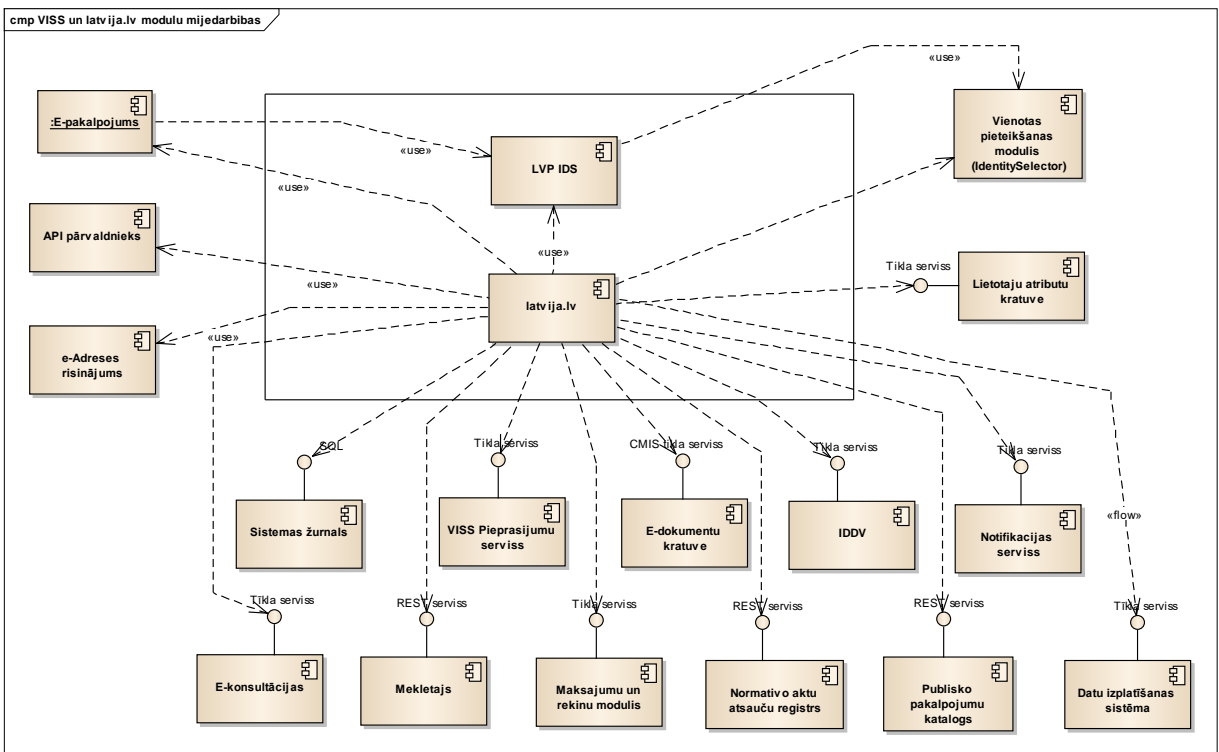 cmp VISS un latvija.lv modulu mijedarbibas
«use»
:E-pakalpojums
Vienotas
pieteikšanas
modulis
(IdentitySelector)
«use»
LVP IDS
«use»
API pārvaldnieks
«use»
Tikla serviss
Lietotaju atributu
kratuve
«use»
latvija.lv
e-Adreses
risinājums
«use»
SQL
Tikla serviss
CMIS tikla serviss
Tikla serviss
Tikla serviss
Sistemas žurnals
VISS Pieprasijumu
serviss
E-dokumentu
kratuve
IDDV
Notifikacijas
serviss
«flow»
Tīkla serviss
REST serviss
Tikla serviss
REST serviss
REST serviss
Tīkla serviss
E-konsultācijas
Mekletajs
Maksajumu un
rekinu modulis
Normativo aktu
atsauču registrs
Publisko
pakalpojumu
katalogs
Datu izplatīšanas
sistēma